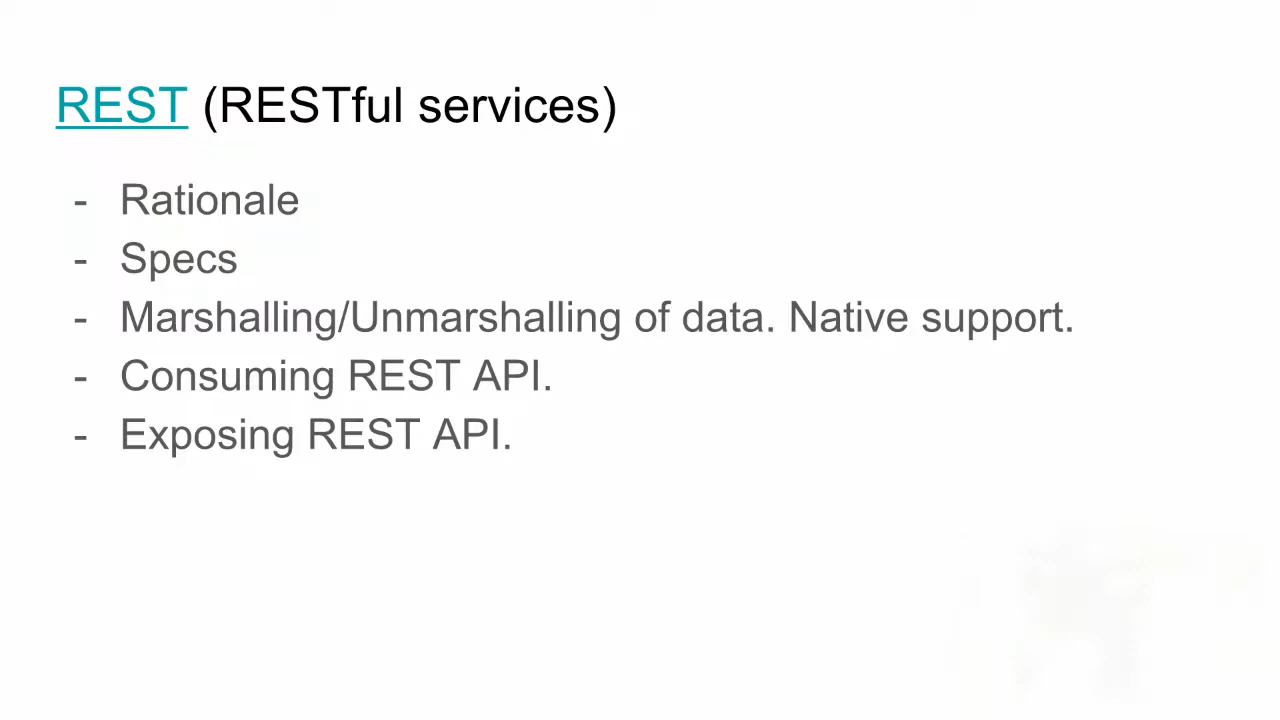 REST (RESTful services)
- Rationale
- Specs
- Marshalling/Unmarshalling of data. Native support.
- Consuming REST API.
- Exposing REST API.